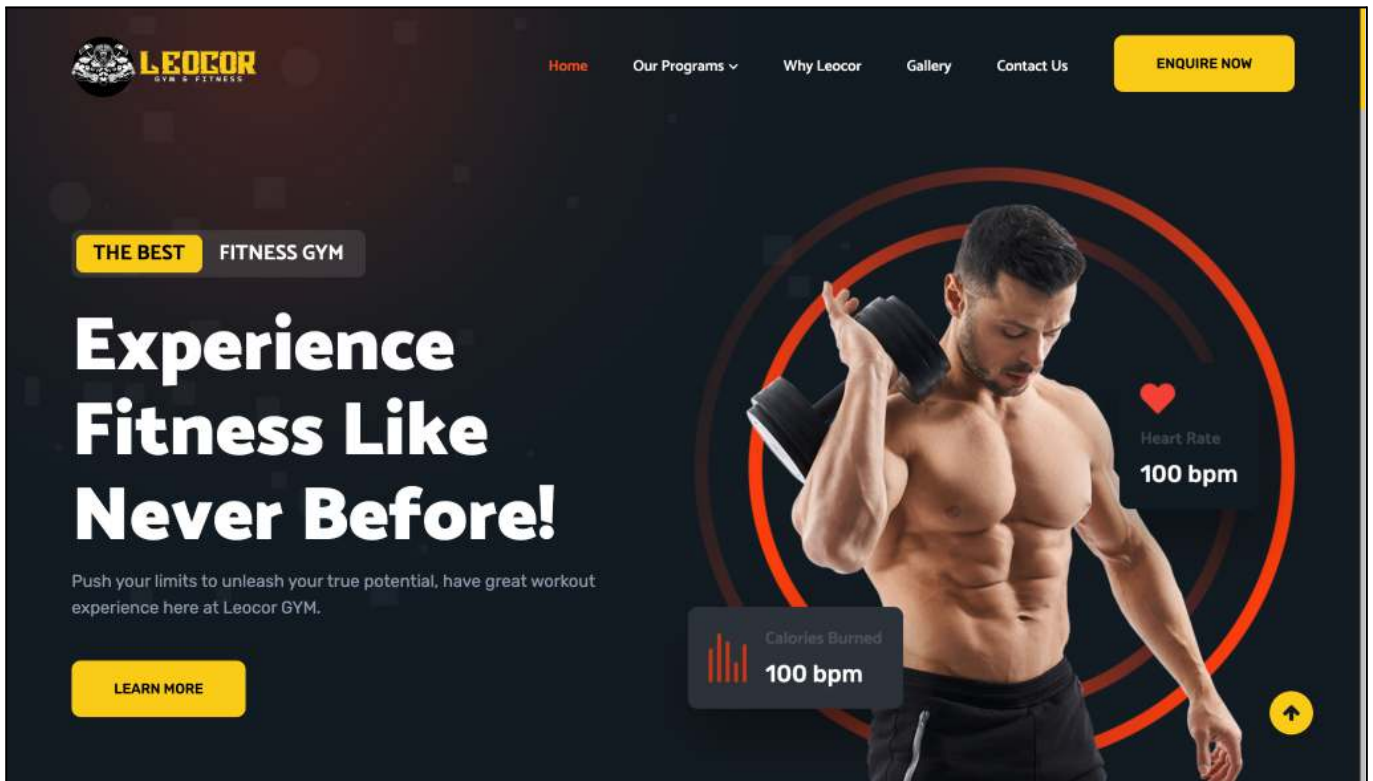 LEOCOR
GYM & FITNESS
Home
Our Programs
Why Leocor
Gallery
Contact Us
ENQUIRE NOW
THE BEST FITNESS GYM
Experience
Fitness Like
Never Before!
Push your limits to unleash your true potential, have great workout
experience here at Leocor GYM.
LEARN MORE
Heart Rate
100 bpm
Calories Burned
100 bpm